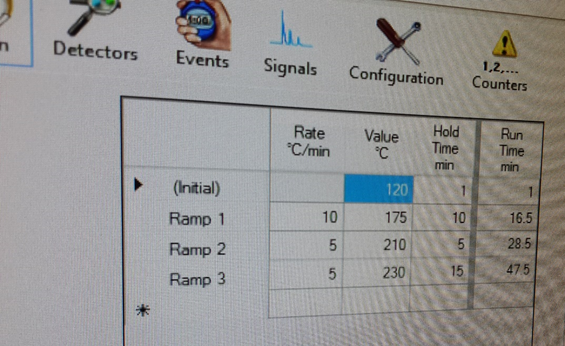 n
Detectors
Events
1:00
Signals
Configuration
1,2,...
Counters
Rate Value Hold Run
°C/min °C Time Time
min min
(Initial) 120 1 1
Ramp 1 10 175 10 16.5
Ramp 2 5 210 5 28.5
Ramp 3 5 230 15 47.5